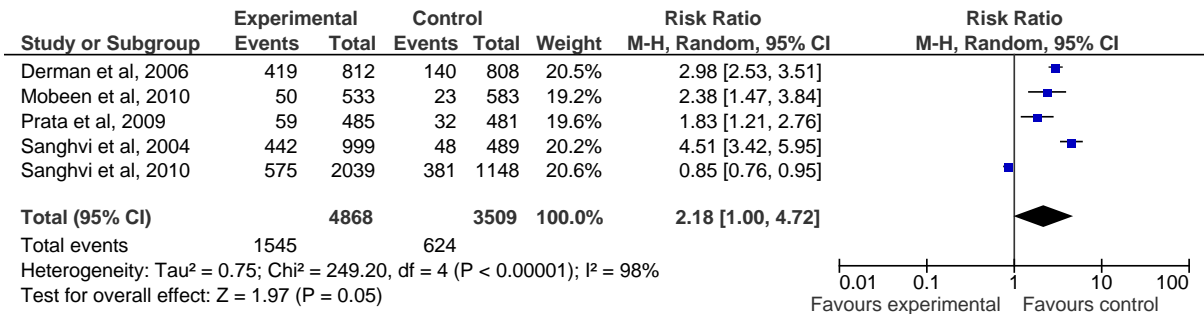 Experimental Control Risk Ratio Risk Ratio
Study or Subgroup Events Total Events Total Weight M-H, Random, 95% CI M-H, Random, 95% CI
Derman et al, 2006 419 812 140 808 20.5% 2.98 [2.53, 3.51]
Mobeen et al, 2010 50 533 23 583 19.2% 2.38 [1.47, 3.84]
Prata et al, 2009 59 485 32 481 19.6% 1.83 [1.21, 2.76]
Sanghvi et al, 2004 442 999 48 489 20.2% 4.51 [3.42, 5.95]
Sanghvi et al, 2010 575 2039 381 1148 20.6% 0.85 [0.76, 0.95]
Total (95% CI) 4868 3509 100.0% 2.18 [1.00, 4.72]
Total events 1545 624
Heterogeneity: Tau² = 0.75; Chi² = 249.20, df = 4 (P < 0.00001); I² = 98%
Test for overall effect: Z = 1.97 (P = 0.05)
0.01 0.1 1 10 100
Favours experimental Favours control